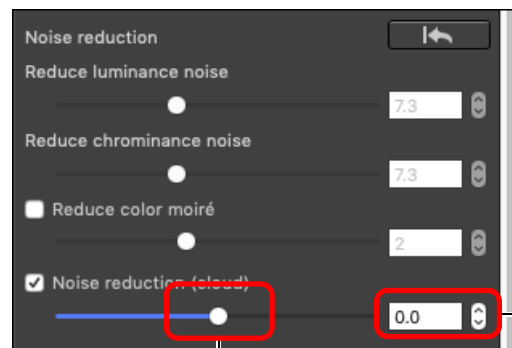 Noise reduction
Reduce luminance noise
7.3
Reduce chrominance noise
7.3
Reduce color moiré
2
Noise reduction (cloud)
0.0